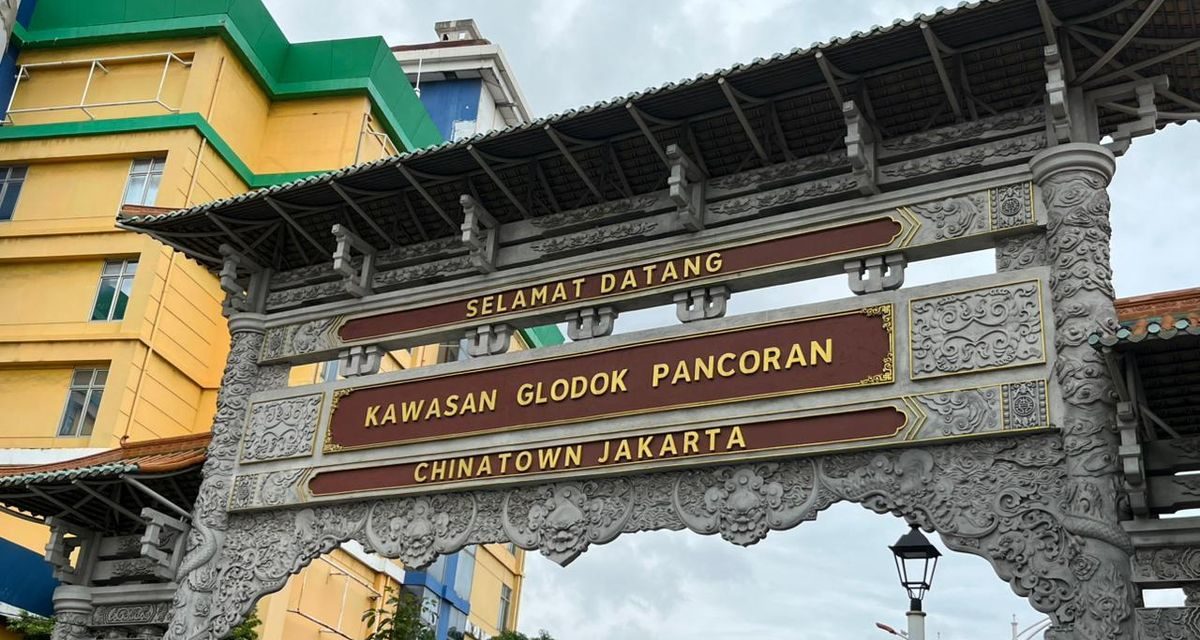 SELAMAT DATANG
KAWASAN GLODOK PANCORAN
CHINATOWN JAKARTA